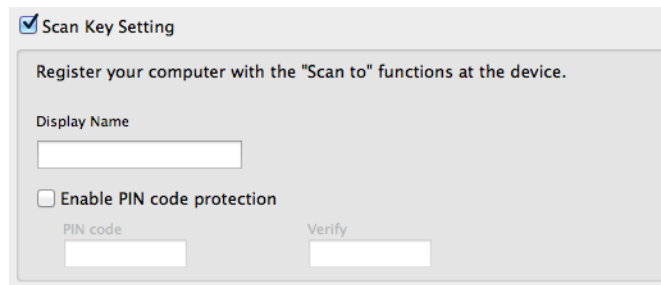 Scan Key Setting
Register your computer with the "Scan to" functions at the device.
Display Name
Enable PIN code protection
PIN code Verify